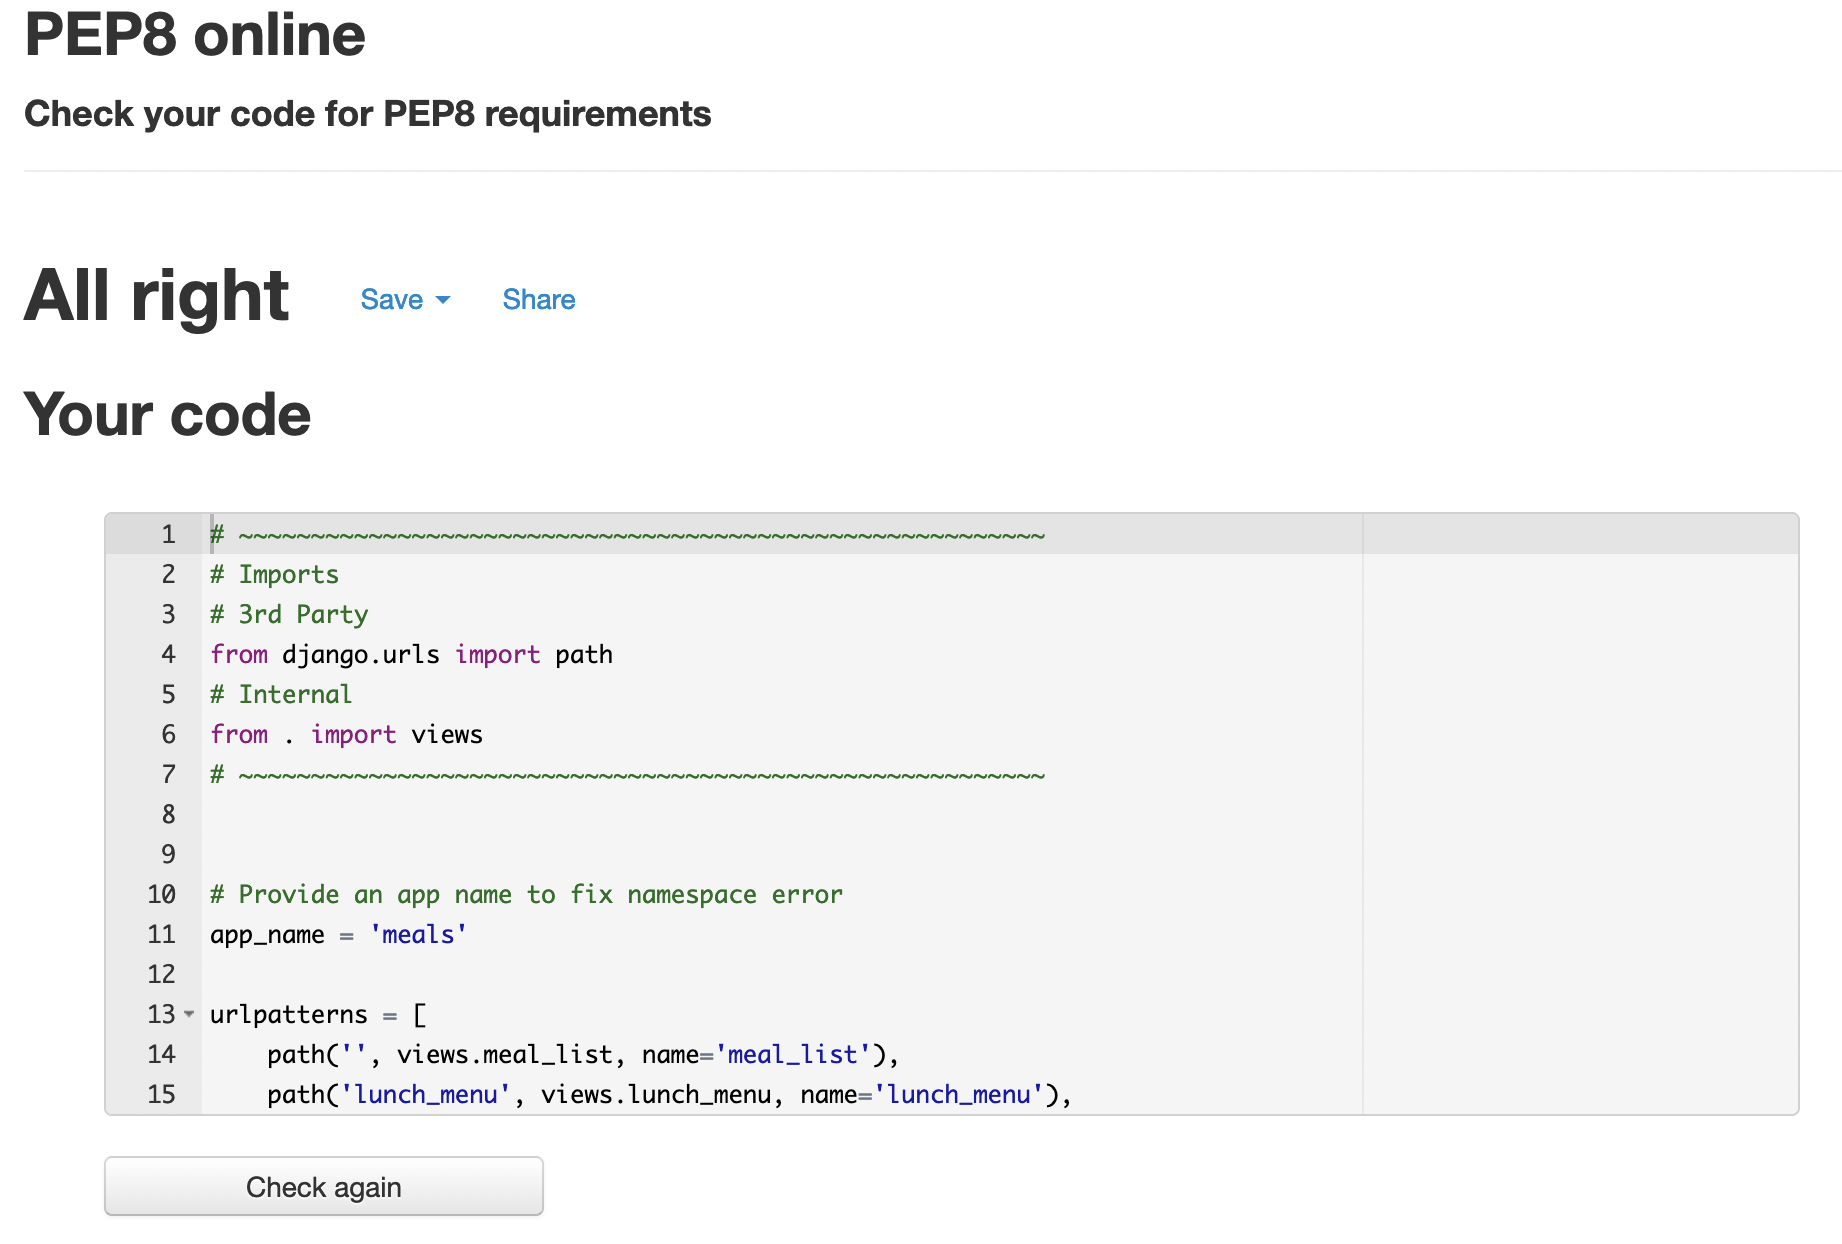 PEP8 online
Check your code for PEP8 requirements
All right Save Share
Your code
1 # ~~~~~~~~~~~~~~~~~~~~~~~~~~~~~~~~~~~~~~~~~~~~~~~~~~~~~~~~
2 # Imports
3 # 3rd Party
4 from django.urls import path
5 # Internal
6 from . import views
7 # ~~~~~~~~~~~~~~~~~~~~~~~~~~~~~~~~~~~~~~~~~~~~~~~~~~~~~~~~
8
9
10 # Provide an app name to fix namespace error
11 app_name = 'meals'
12
13 urlpatterns = [
14     path('', views.meal_list, name='meal_list'),
15     path('lunch_menu', views.lunch_menu, name='lunch_menu'),
Check again